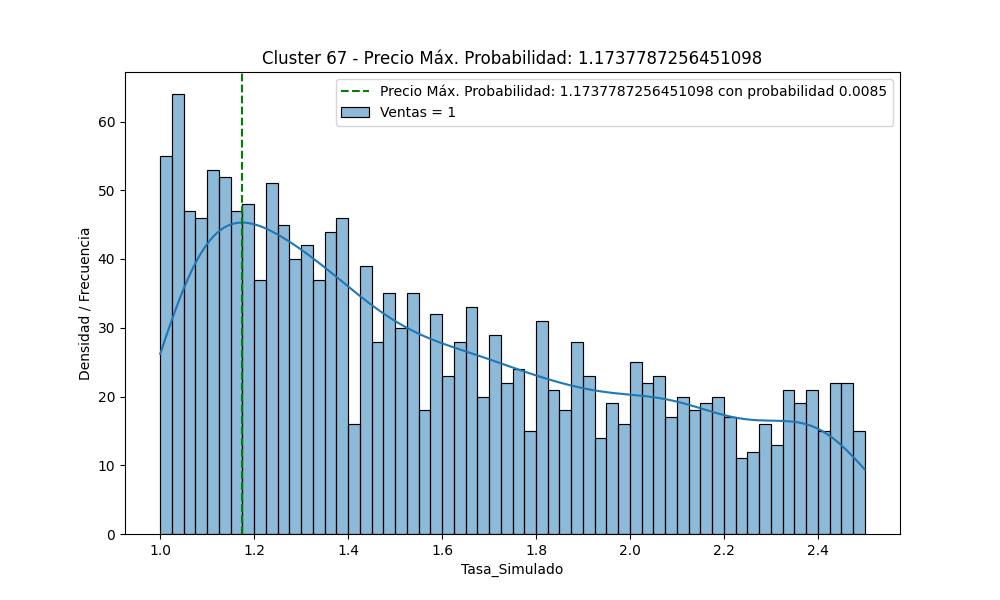 Cluster 67 - Precio Máx. Probabilidad: 1.1737787256451098
Precio Máx. Probabilidad: 1.1737787256451098 con probabilidad 0.0085
Ventas = 1
Densidad / Frecuencia
60
50
40
30
20
10
0
1.0 1.2 1.4 1.6 1.8 2.0 2.2 2.4
Tasa_Simulado